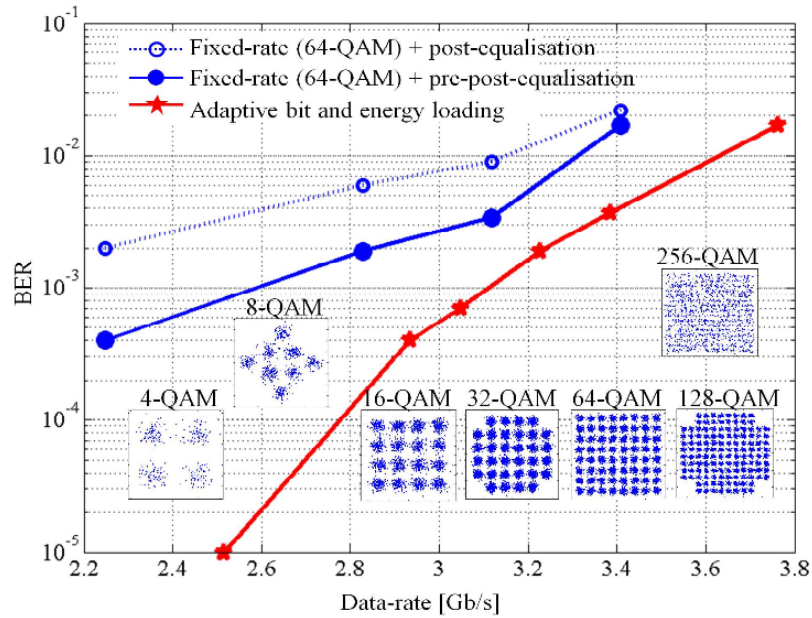 10^-1
Fixed-rate (64-QAM) + post-equalisation
Fixed-rate (64-QAM) + pre-post-equalisation
Adaptive bit and energy loading
10^-2
10^-3
10^-4
10^-5
BER
256-QAM
8-QAM
4-QAM
16-QAM
32-QAM
64-QAM
128-QAM
2.2 2.4 2.6 2.8 3 3.2 3.4 3.6 3.8
Data-rate [Gb/s]